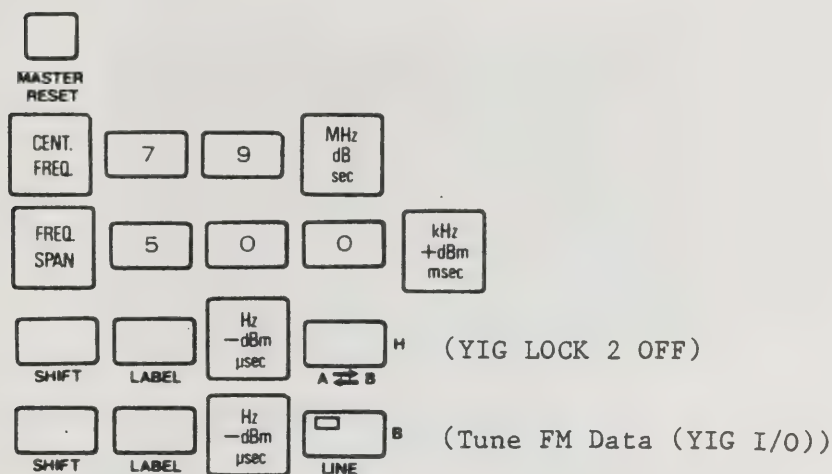 MASTER
RESET
CENT.
FREQ.
7
9
MHz
dB
sec
FREQ.
SPAN
5
0
0
kHz
+dBm
msec
SHIFT
LABEL
Hz
-dBm
μsec
A ⇄ B
H
(YIG LOCK 2 OFF)
SHIFT
LABEL
Hz
-dBm
μsec
LINE
B
(Tune FM Data (YIG I/O))